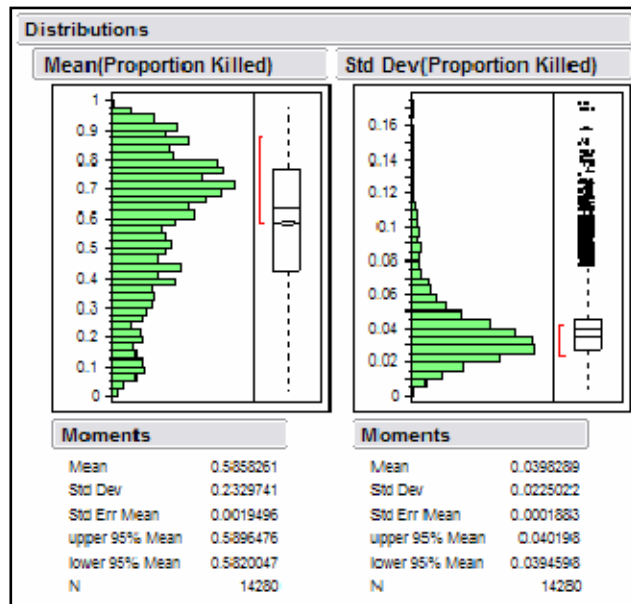 Distributions
Mean(Proportion Killed)
1
0.9
0.8
0.7
0.6
0.5
0.4
0.3
0.2
0.1
0
Moments
Mean 0.5858261
Std Dev 0.2329741
Std Err Mean 0.0019496
upper 95% Mean 0.5896476
lower 95% Mean 0.5820047
N 14280
Std Dev(Proportion Killed)
0.16
0.14
0.12
0.1
0.08
0.06
0.04
0.02
0
Moments
Mean 0.0398289
Std Dev 0.0225022
Std Err Mean 0.0001883
upper 95% Mean 0.040198
lower 95% Mean 0.0394598
N 14280